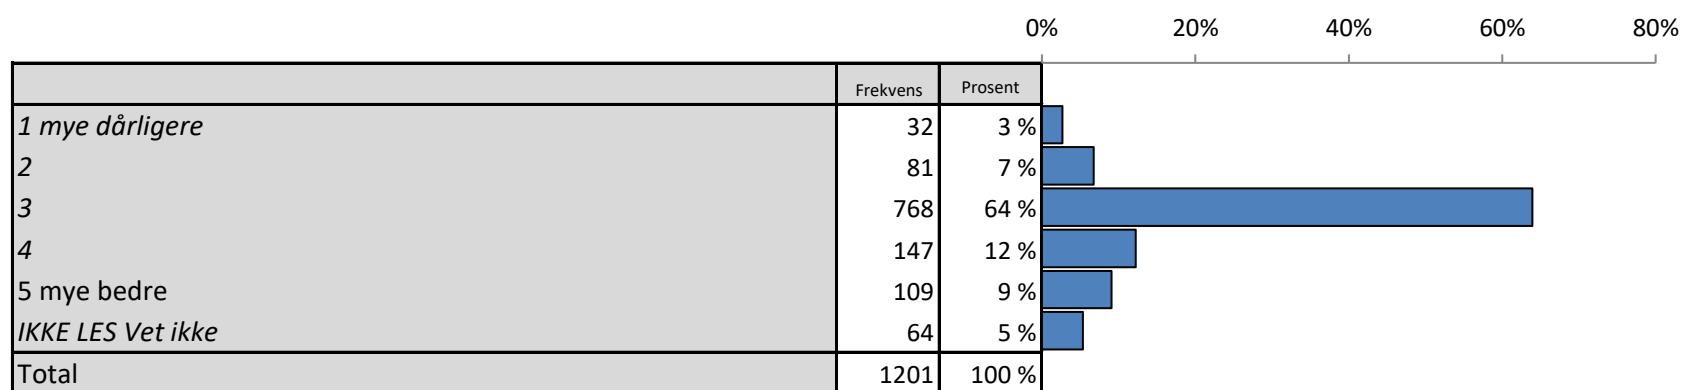 0% 20% 40% 60% 80%
Frekvens Prosent
1 mye dårligere 32 3 %
2 81 7 %
3 768 64 %
4 147 12 %
5 mye bedre 109 9 %
IKKE LES Vet ikke 64 5 %
Total 1201 100 %